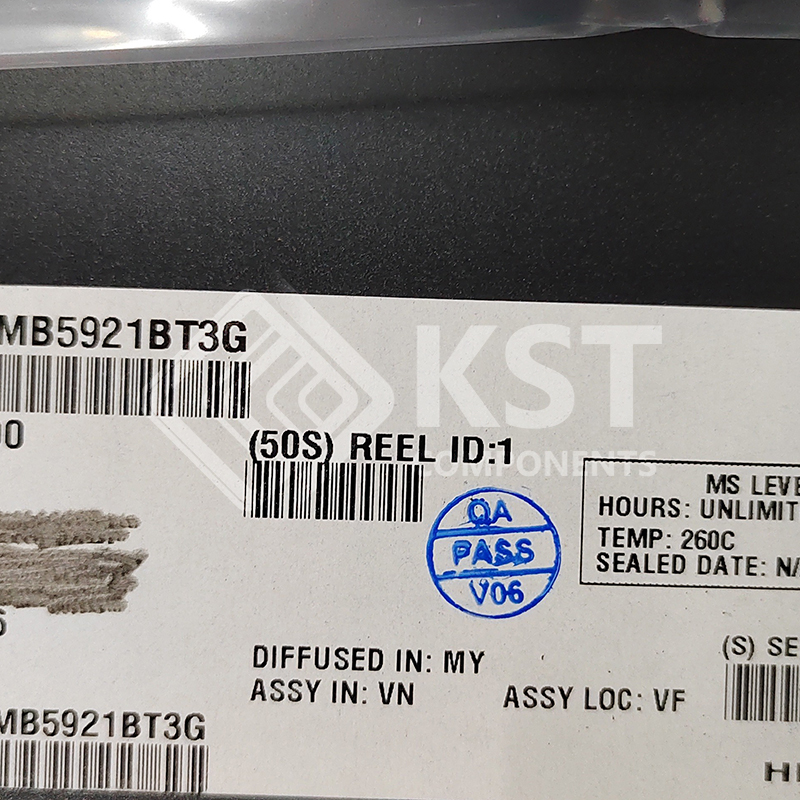 MB5921BT3G
00
(50S) REEL ID:1
KST
COMPONENTS
MS LEVE
HOURS: UNLIMIT
TEMP: 260C
SEALED DATE: N/
QA
PASS
V06
6
DIFFUSED IN: MY
ASSY IN: VN
ASSY LOC: VF
(S) SE
MB5921BT3G